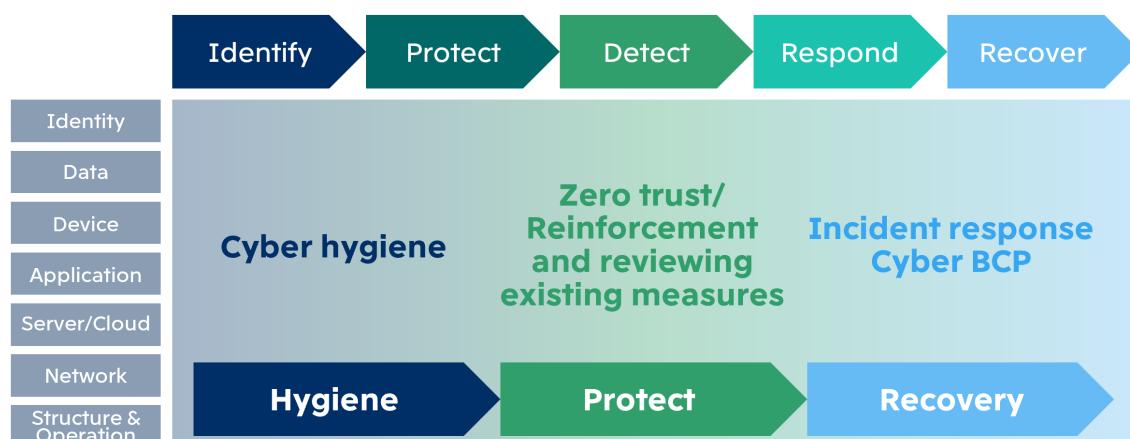 Identify
Protect
Detect
Respond
Recover
Identity
Data
Device
Application
Server/Cloud
Network
Structure &
Operation
Cyber hygiene
Zero trust/
Reinforcement
and reviewing
existing measures
Incident response
Cyber BCP
Hygiene
Protect
Recovery